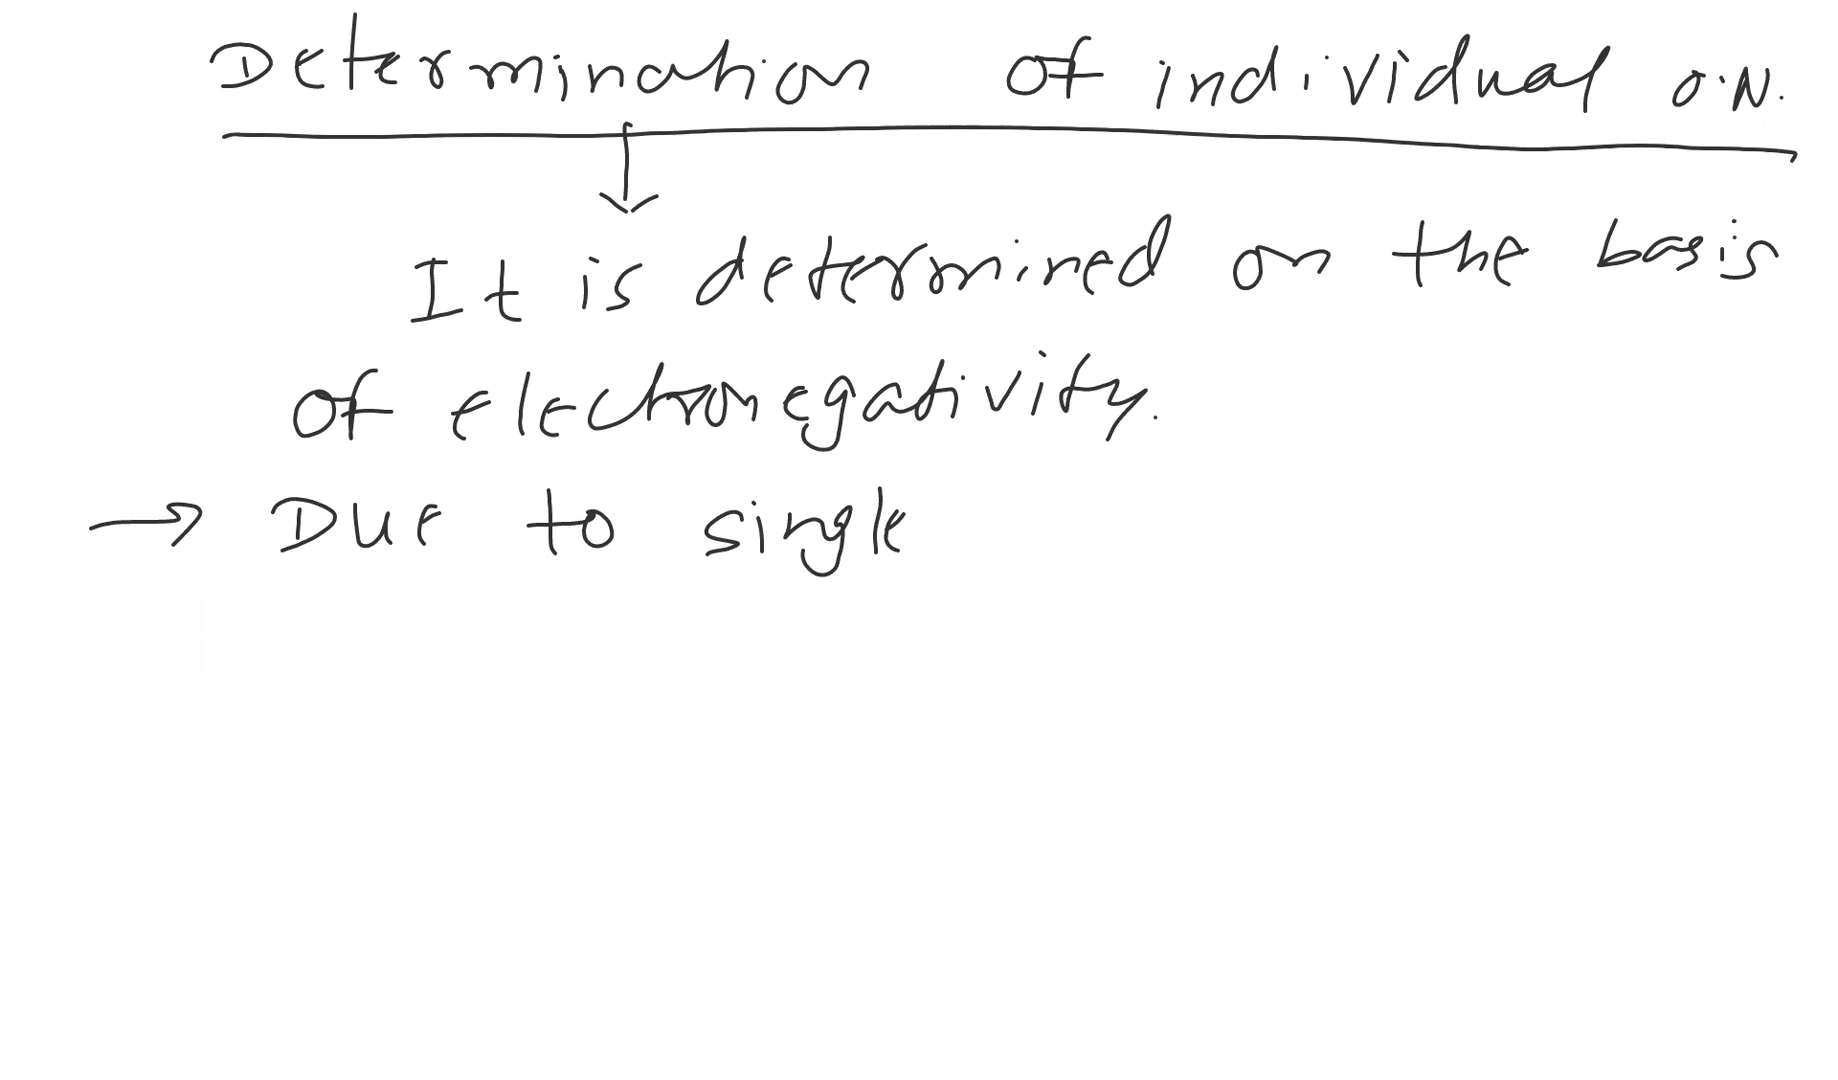 Determination of individual O.N.
It is determined on the basis
of electronegativity.
→ Due to single